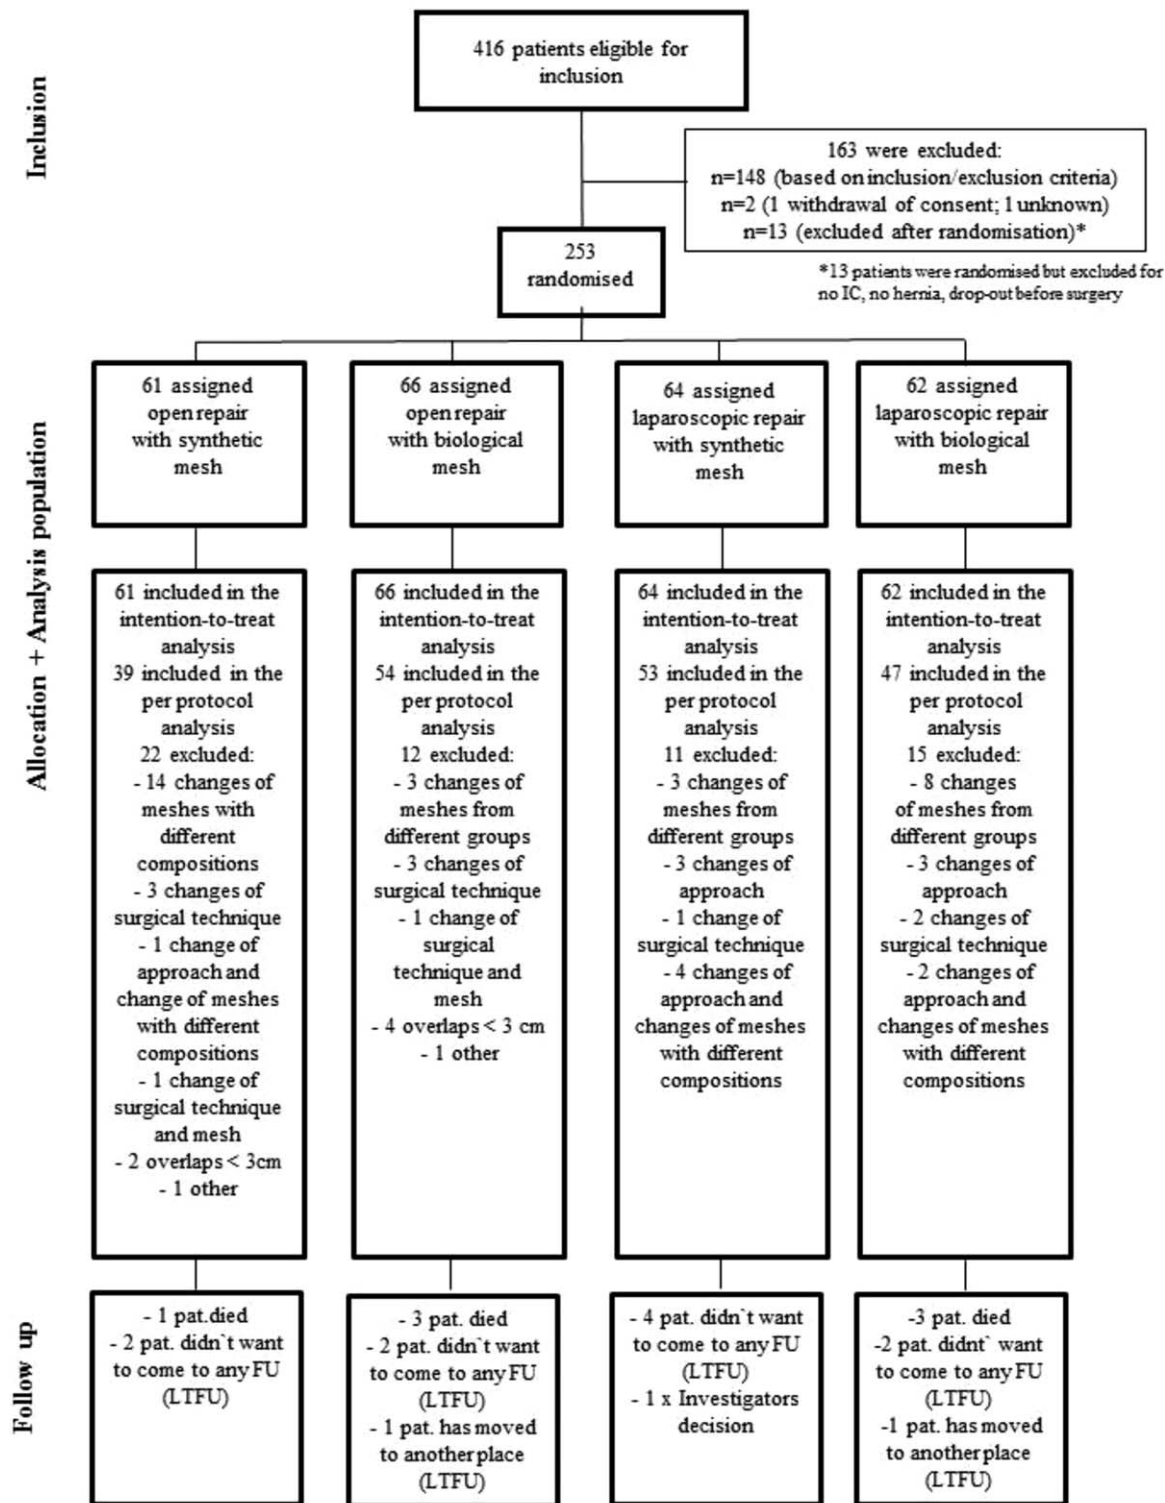 Inclusion
416 patients eligible for
inclusion
163 were excluded:
n=148 (based on inclusion/exclusion criteria)
n=2 (1 withdrawal of consent; 1 unknown)
n=13 (excluded after randomisation)*
*13 patients were randomised but excluded for
no IC, no hernia, drop-out before surgery
253
randomised
Allocation + Analysis population
61 assigned
open repair
with synthetic
mesh
66 assigned
open repair
with biological
mesh
64 assigned
laparoscopic repair
with synthetic
mesh
62 assigned
laparoscopic repair
with biological
mesh
61 included in the
intention-to-treat
analysis
39 included in the
per protocol
analysis
22 excluded:
- 14 changes of
meshes with
different
compositions
- 3 changes of
surgical technique
- 1 change of
approach and
change of meshes
with different
compositions
- 1 change of
surgical technique
and mesh
- 2 overlaps < 3cm
- 1 other
66 included in the
intention-to-treat
analysis
54 included in the
per protocol
analysis
12 excluded:
- 3 changes of
meshes from
different groups
- 3 changes of
surgical technique
- 1 change of
surgical
technique and
mesh
- 4 overlaps < 3 cm
- 1 other
64 included in the
intention-to-treat
analysis
53 included in the
per protocol
analysis
11 excluded:
- 3 changes of
meshes from
different groups
- 3 changes of
approach
- 1 change of
surgical technique
- 4 changes of
approach and
changes of meshes
with different
compositions
62 included in the
intention-to-treat
analysis
47 included in the
per protocol
analysis
15 excluded:
- 8 changes
of meshes from
different groups
- 3 changes of
approach
- 2 changes of
surgical technique
- 2 changes of
approach and
changes of meshes
with different
compositions
Follow up
- 1 pat.died
- 2 pat. didn`t want
to come to any FU
(LTFU)
- 3 pat. died
- 2 pat. didn`t want
to come to any FU
(LTFU)
- 1 pat. has moved
to another place
(LTFU)
- 4 pat. didn`t want
to come to any FU
(LTFU)
- 1 x Investigators
decision
-3 pat. died
-2 pat. didnt` want
to come to any FU
(LTFU)
-1 pat. has moved
to another place
(LTFU)